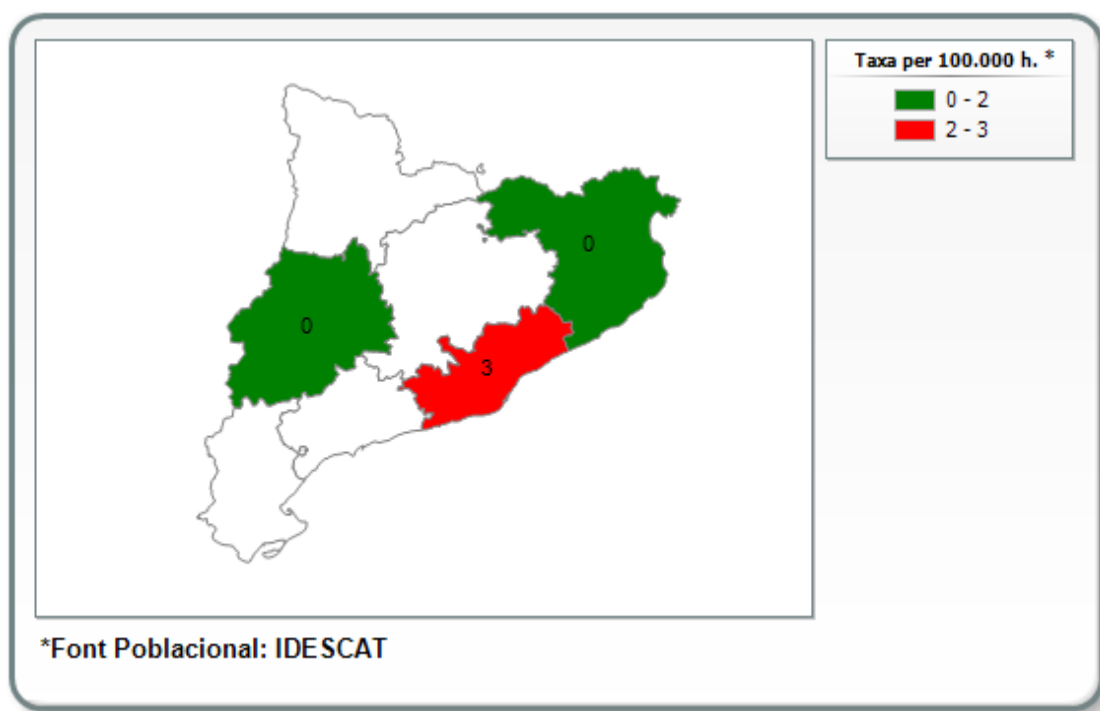 Taxa per 100.000 h. *
0 - 2
2 - 3
0
0
3
*Font Poblacional: IDESCAT